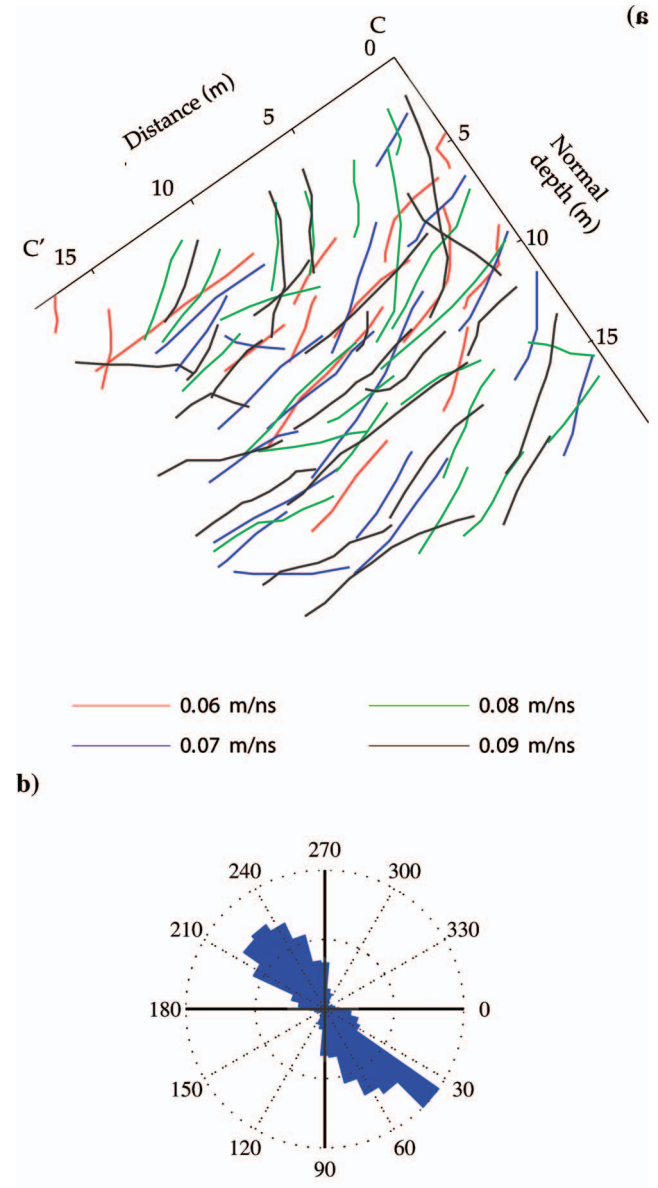 a)
C
0
Distance (m)
5
5
Normal
depth (m)
10
10
C′
15
15
0.06 m/ns
0.08 m/ns
0.07 m/ns
0.09 m/ns
b)
270
240
300
210
330
180
0
150
30
120
60
90